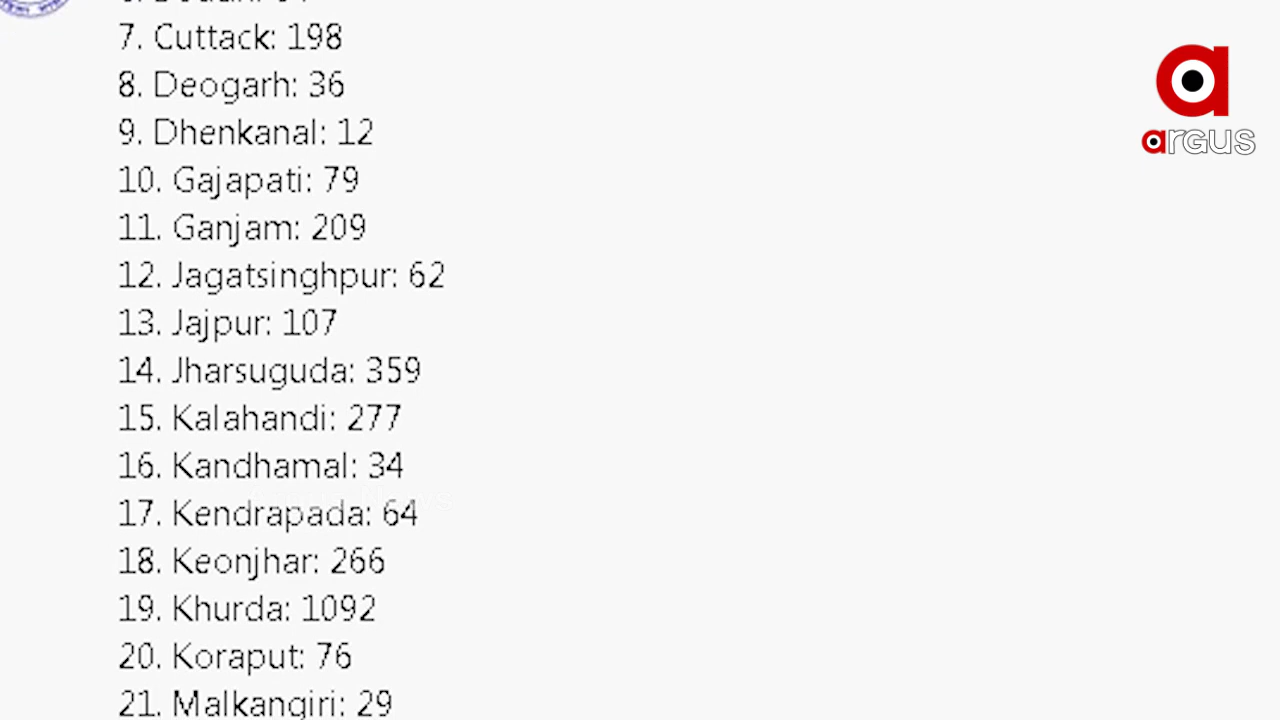 7. Cuttack: 198
8. Deogarh: 36
9. Dhenkanal: 12
10. Gajapati: 79
11. Ganjam: 209
12. Jagatsinghpur: 62
13. Jajpur: 107
14. Jharsuguda: 359
15. Kalahandi: 277
16. Kandhamal: 34
17. Kendrapada: 64
18. Keonjhar: 266
19. Khurda: 1092
20. Koraput: 76
21. Malkangiri: 29
a
argus